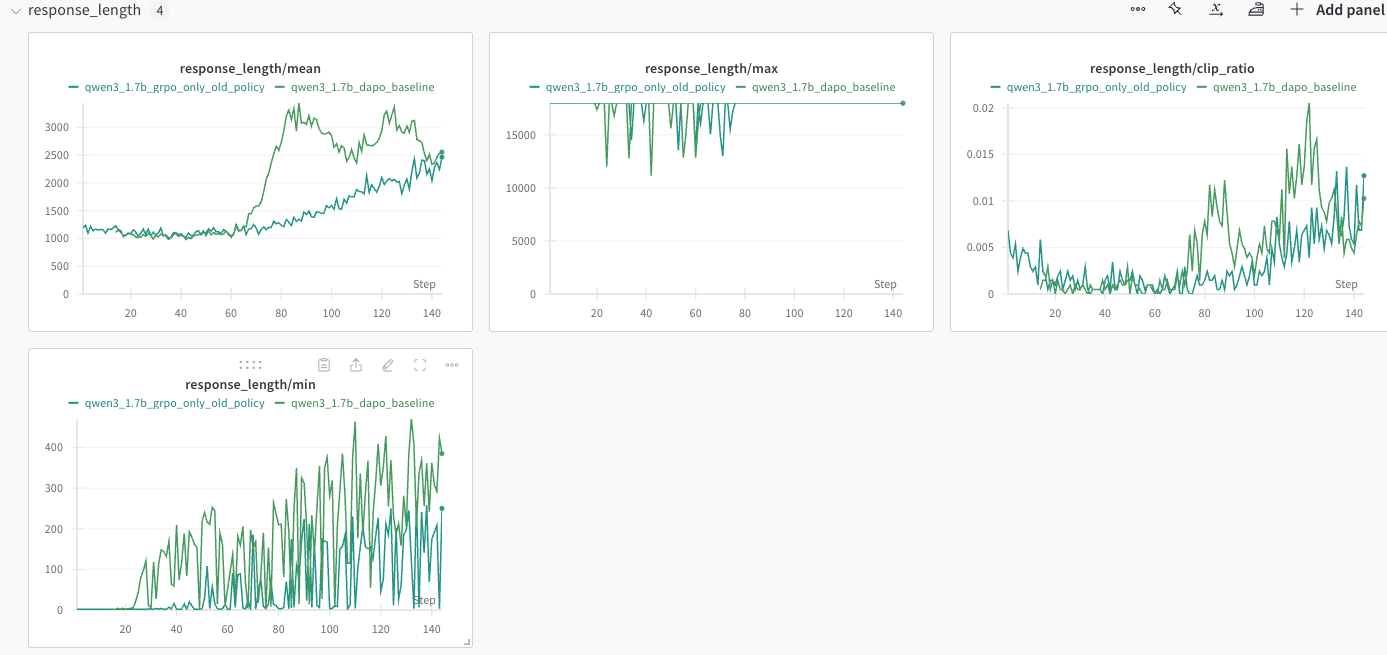 response_length 4
Add panel
response_length/mean
qwen3_1.7b_grpo_only_old_policy qwen3_1.7b_dapo_baseline
3000
2500
2000
1500
1000
500
0
Step
20 40 60 80 100 120 140
response_length/max
qwen3_1.7b_grpo_only_old_policy qwen3_1.7b_dapo_baseline
15000
10000
5000
0
Step
20 40 60 80 100 120 140
response_length/clip_ratio
qwen3_1.7b_grpo_only_old_policy qwen3_1.7b_dapo_baseline
0.02
0.015
0.01
0.005
0
Step
20 40 60 80 100 120 140
response_length/min
qwen3_1.7b_grpo_only_old_policy qwen3_1.7b_dapo_baseline
400
300
200
100
0
Step
20 40 60 80 100 120 140